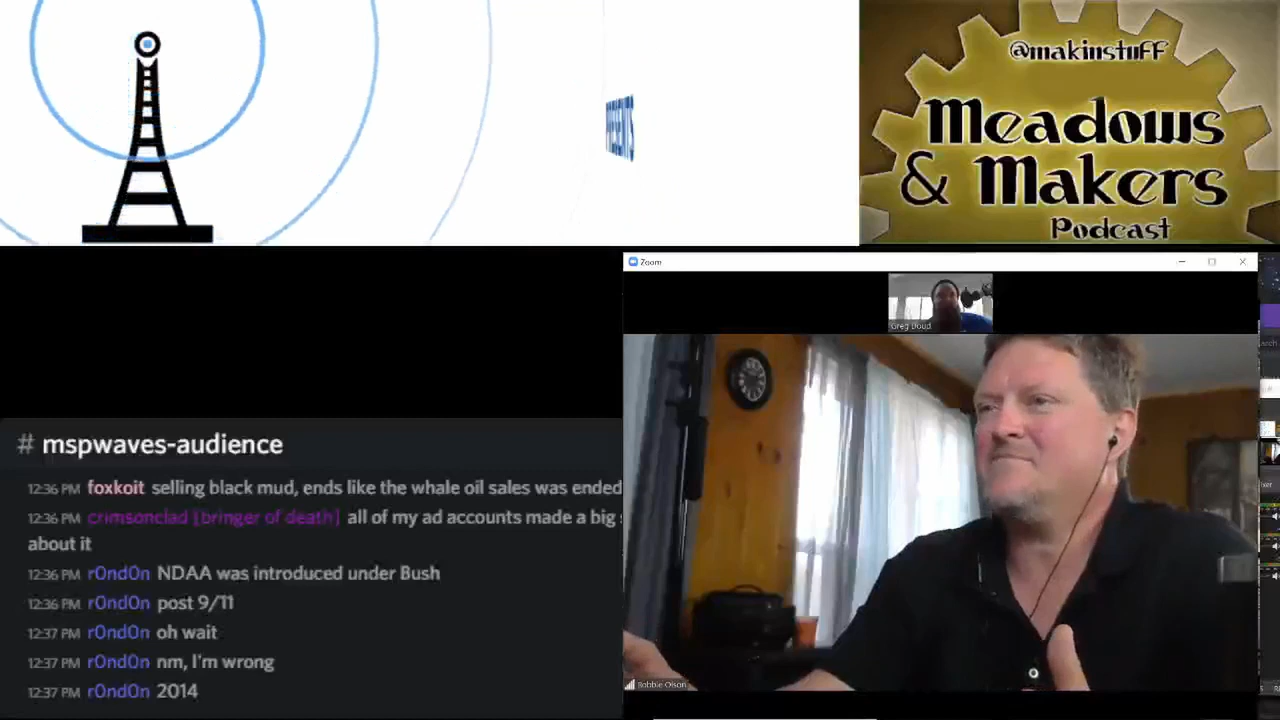 @makinstuff
Meadows
& Makers
Podcast
Zoom
Greg Doud
# mspwaves-audience
12:36 PM foxkoit selling black mud, ends like the whale oil sales was ended
12:36 PM crimsonclad [bringer of death] all of my ad accounts made a big
about it
12:36 PM r0nd0n NDAA was introduced under Bush
12:36 PM r0nd0n post 9/11
12:37 PM r0nd0n oh wait
12:37 PM r0nd0n nm, I'm wrong
12:37 PM r0nd0n 2014
Robbie Olson